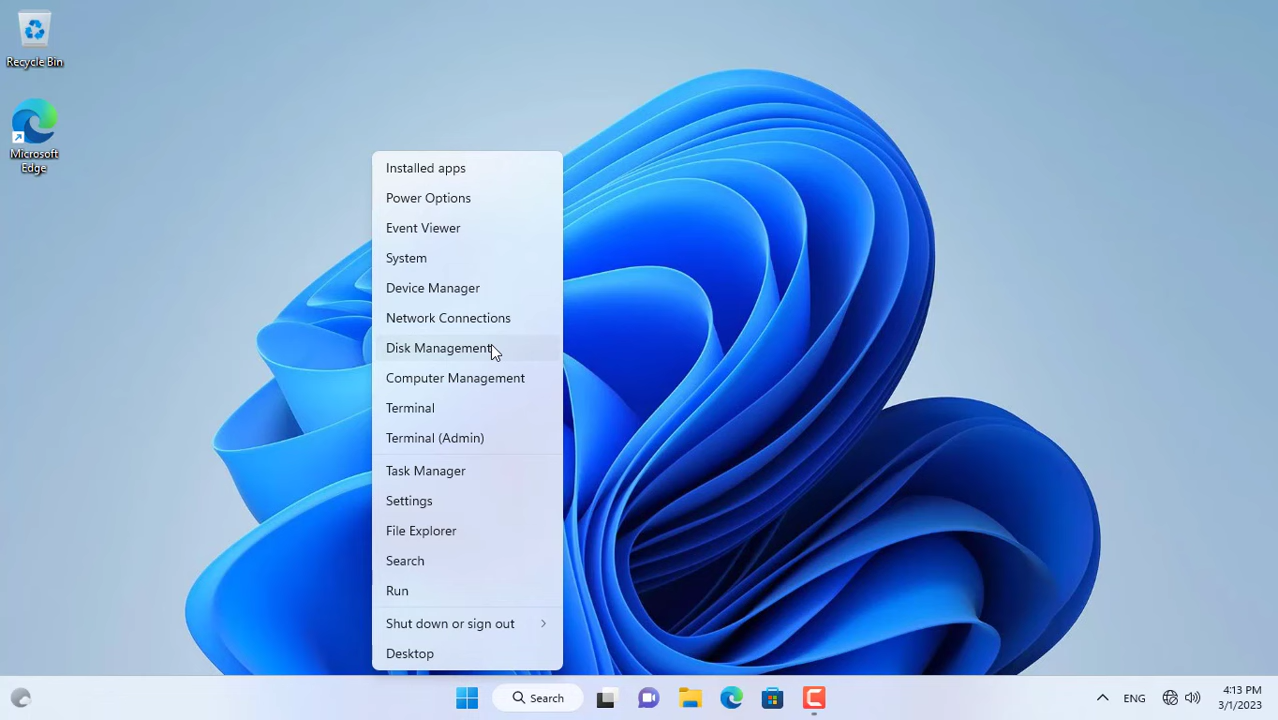 Recycle Bin
Microsoft
Edge
Installed apps
Power Options
Event Viewer
System
Device Manager
Network Connections
Disk Management
Computer Management
Terminal
Terminal (Admin)
Task Manager
Settings
File Explorer
Search
Run
Shut down or sign out
Desktop
Search
ENG
4:13 PM
3/1/2023